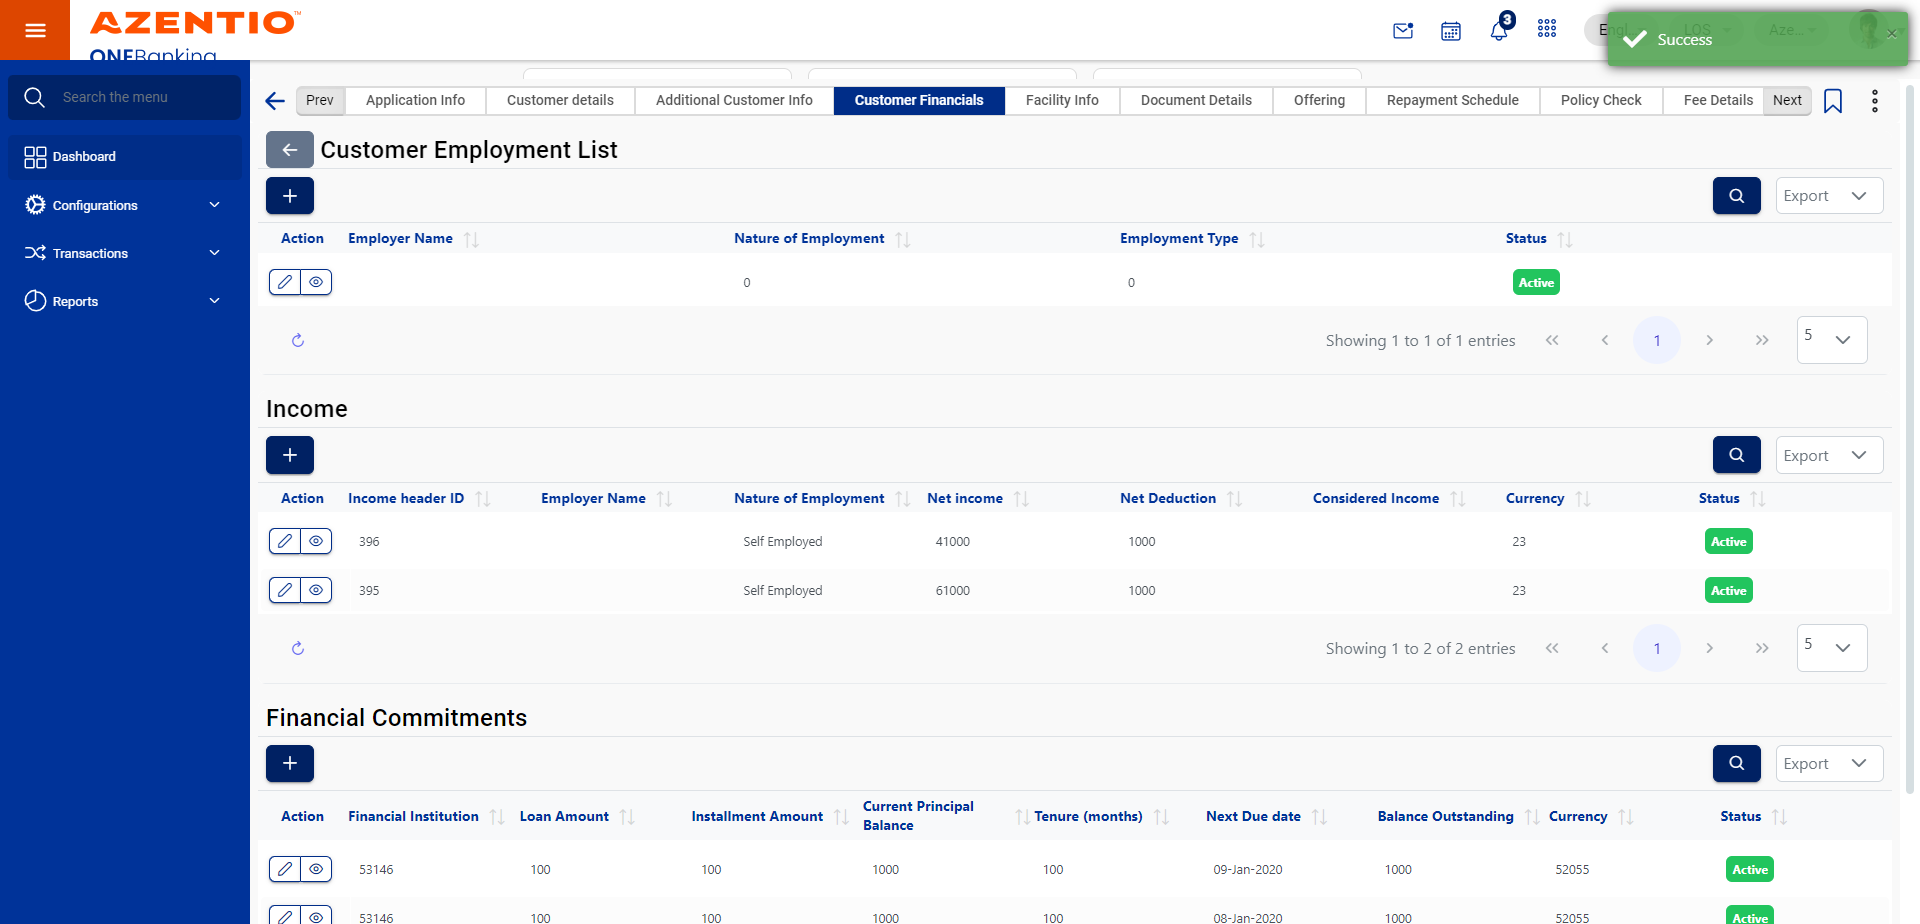 AZENTIO™
ONEBanking
3
Success
Search the menu
Dashboard
Configurations
Transactions
Reports
Prev
Application Info
Customer details
Additional Customer Info
Customer Financials
Facility Info
Document Details
Offering
Repayment Schedule
Policy Check
Fee Details
Next
Customer Employment List
Export
Action Employer Name Nature of Employment Employment Type Status
0 0 Active
Showing 1 to 1 of 1 entries 1 5
Income
Export
Action Income header ID Employer Name Nature of Employment Net income Net Deduction Considered Income Currency Status
396 Self Employed 41000 1000 23 Active
395 Self Employed 61000 1000 23 Active
Showing 1 to 2 of 2 entries 1 5
Financial Commitments
Export
Action Financial Institution Loan Amount Installment Amount Current Principal Balance Tenure (months) Next Due date Balance Outstanding Currency Status
53146 100 100 1000 100 09-Jan-2020 1000 52055 Active
53146 100 100 1000 100 08-Jan-2020 1000 52055 Active